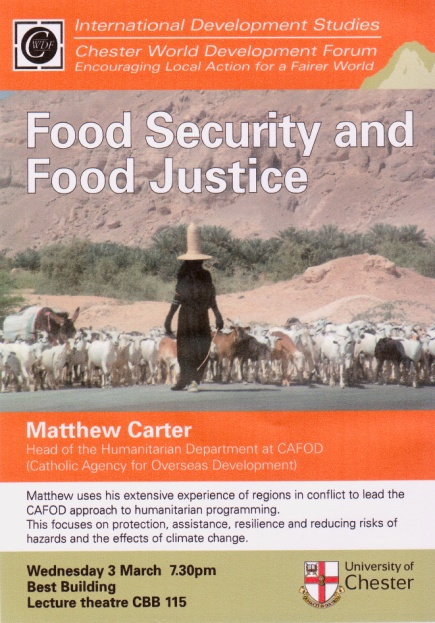 International Development Studies
CWDF
Chester World Development Forum
Encouraging Local Action for a Fairer World
Food Security and
Food Justice
Matthew Carter
Head of the Humanitarian Department at CAFOD
(Catholic Agency for Overseas Development)
Matthew uses his extensive experience of regions in conflict to lead the
CAFOD approach to humanitarian programming.
This focuses on protection, assistance, resilience and reducing risks of
hazards and the effects of climate change.
Wednesday 3 March 7.30pm
Best Building
Lecture theatre CBB 115
University of
Chester